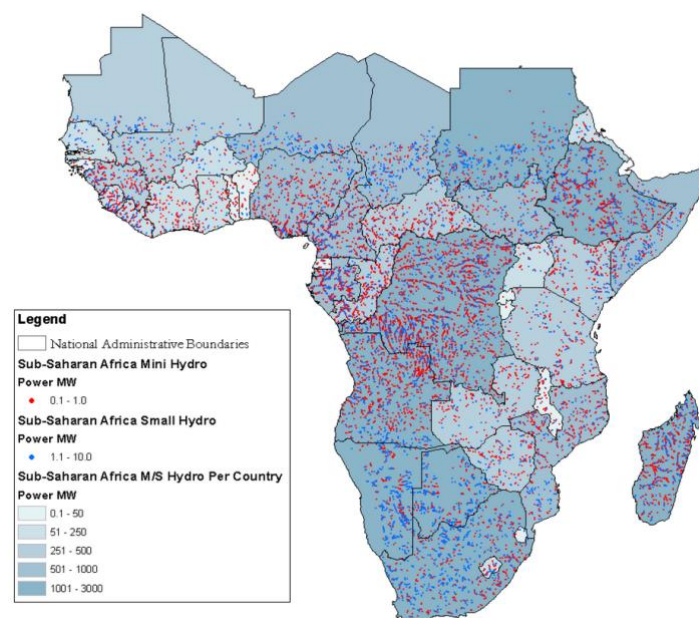 Legend
National Administrative Boundaries
Sub-Saharan Africa Mini Hydro
Power MW
0.1 - 1.0
Sub-Saharan Africa Small Hydro
Power MW
1.1 - 10.0
Sub-Saharan Africa M/S Hydro Per Country
Power MW
0.1 - 50
51 - 250
251 - 500
501 - 1000
1001 - 3000